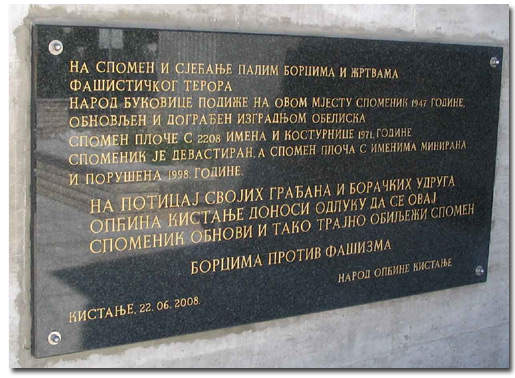 НА СПОМЕН И СЈЕЋАЊЕ ПАЛИМ БОРЦИМА И ЖРТВАМА
ФАШИСТИЧКОГ ТЕРОРА
НАРОД БУКОВИЦЕ ПОДИЖЕ НА ОВОМ МЈЕСТУ СПОМЕНИК 1947 ГОДИНЕ,
ОБНОВЉЕН И ДОГРАЂЕН ИЗГРАДЊОМ ОБЕЛИСКА
СПОМЕН ПЛОЧЕ С 2208 ИМЕНА И КОСТУРНИЦЕ 1971. ГОДИНЕ
СПОМЕНИК ЈЕ ДЕВАСТИРАН, А СПОМЕН ПЛОЧА С ИМЕНИМА МИНИРАНА
И ПОРУШЕНА 1998. ГОДИНЕ.
НА ПОТИЦАЈ СВОЈИХ ГРАЂАНА И БОРАЧКИХ УДРУГА
ОПЋИНА КИСТАЊЕ ДОНОСИ ОДЛУКУ ДА СЕ ОВАЈ
СПОМЕНИК ОБНОВИ И ТАКО ТРАЈНО ОБИЉЕЖИ СПОМЕН
БОРЦИМА ПРОТИВ ФАШИЗМА
НАРОД ОПЋИНЕ КИСТАЊЕ
КИСТАЊЕ, 22. 06. 2008.